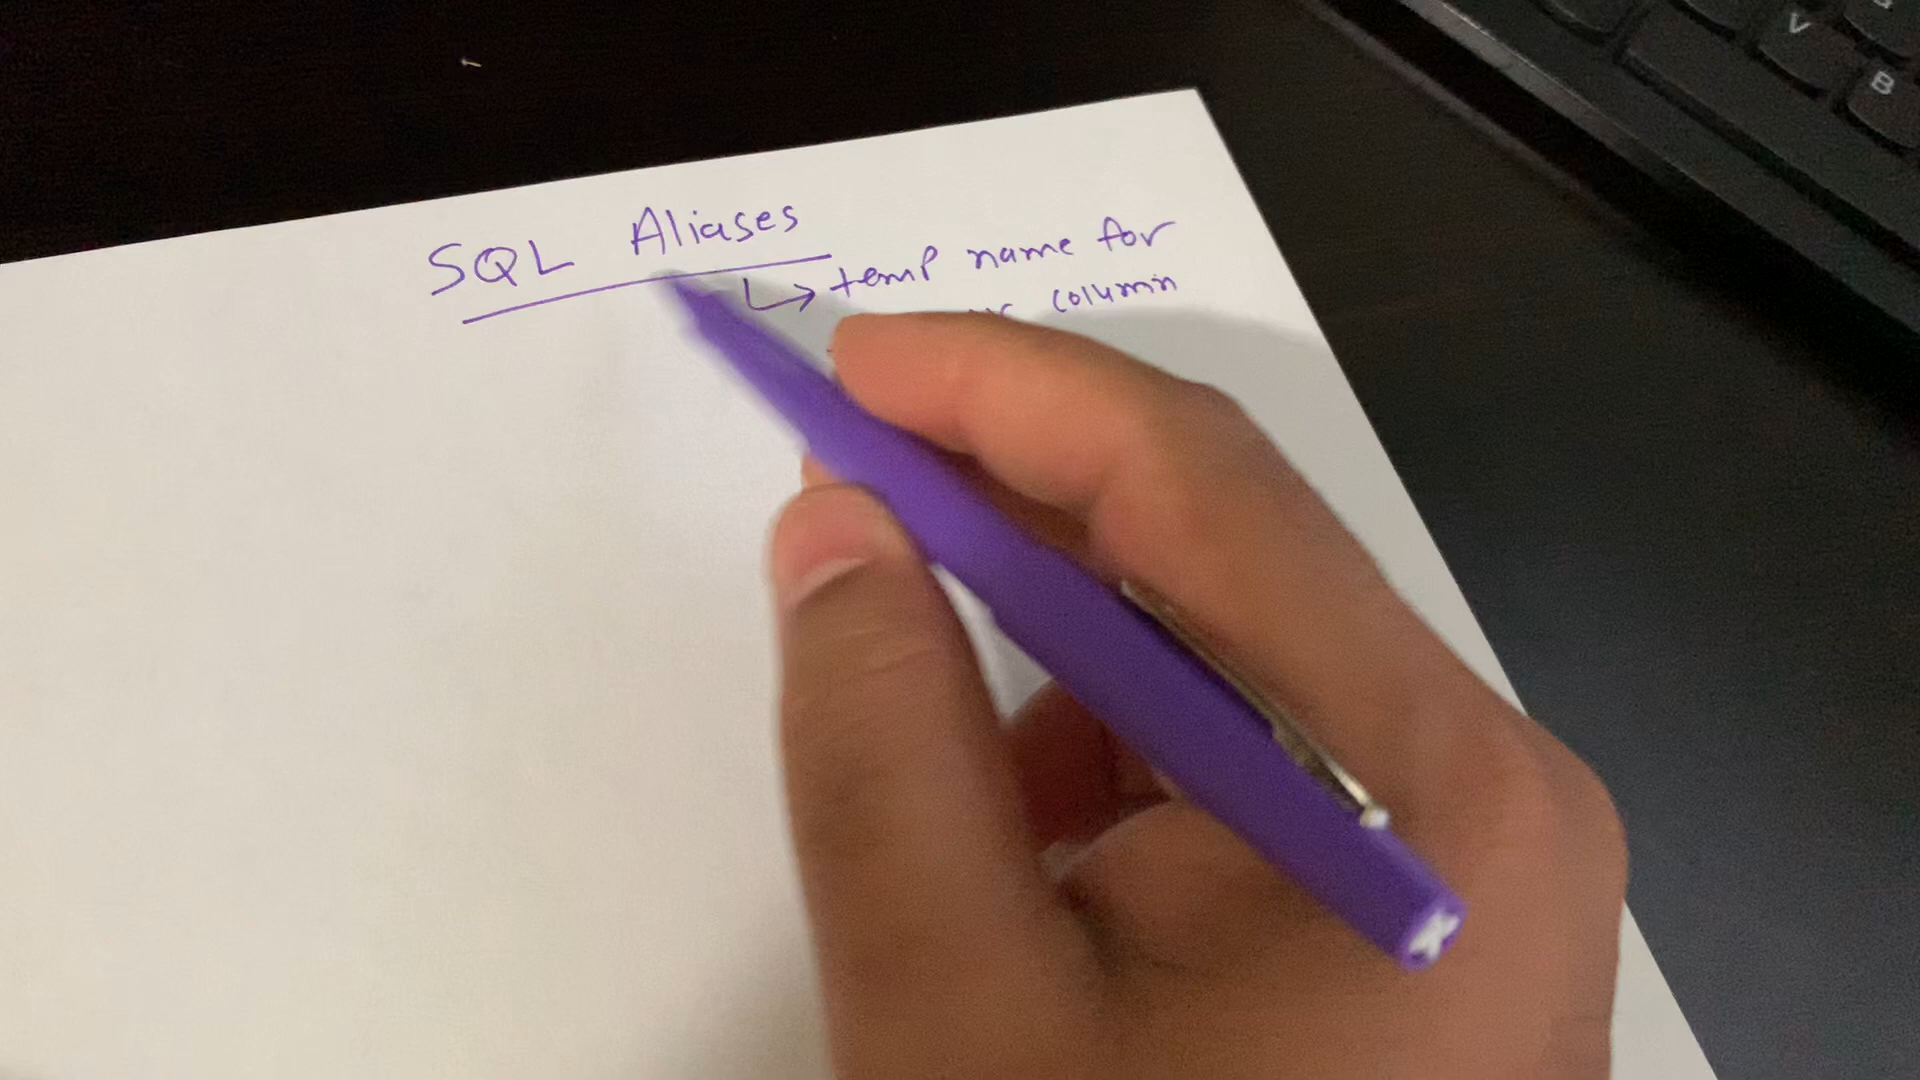 SQL Aliases
temp name for
column
V
B